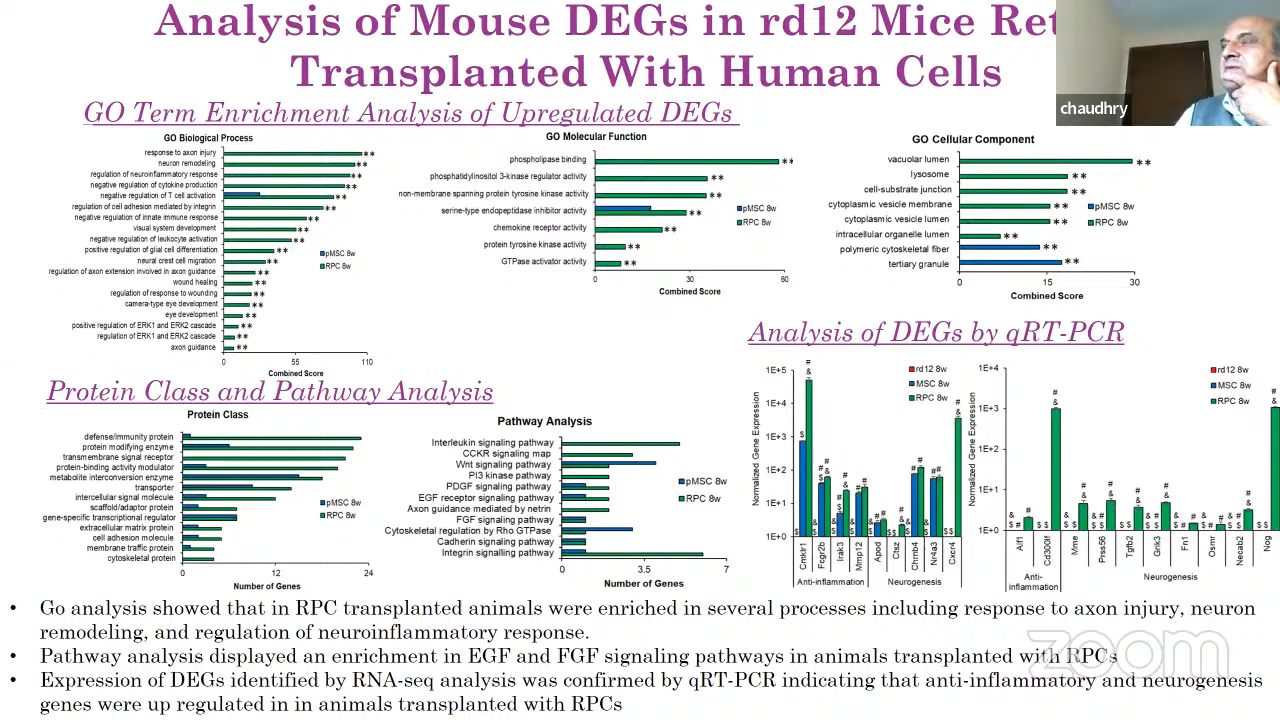 Analysis of Mouse DEGs in rd12 Mice Ret
Transplanted With Human Cells
chaudhry
GO Term Enrichment Analysis of Upregulated DEGs
GO Biological Process
response to axon injury
neuron remodeling
regulation of neuroinflammatory response
negative regulation of cytokine production
negative regulation of T cell activation
regulation of cell adhesion mediated by integrin
negative regulation of innate immune response
visual system development
negative regulation of leukocyte activation
positive regulation of glial cell differentiation
neural crest cell migration
regulation of axon extension involved in axon guidance
wound healing
regulation of response to wounding
camera-type eye development
eye development
positive regulation of ERK1 and ERK2 cascade
regulation of ERK1 and ERK2 cascade
axon guidance
pMSC 8w
RPC 8w
0 55 110
Combined Score
GO Molecular Function
phospholipase binding
phosphatidylinositol 3-kinase regulator activity
non-membrane spanning protein tyrosine kinase activity
serine-type endopeptidase inhibitor activity
chemokine receptor activity
protein tyrosine kinase activity
GTPase activator activity
pMSC 8w
RPC 8w
0 30 60
Combined Score
GO Cellular Component
vacuolar lumen
lysosome
cell-substrate junction
cytoplasmic vesicle membrane
cytoplasmic vesicle lumen
intracellular organelle lumen
polymeric cytoskeletal fiber
tertiary granule
pMSC 8w
RPC 8w
0 15 30
Combined Score
Protein Class and Pathway Analysis
Protein Class
defense/immunity protein
protein modifying enzyme
transmembrane signal receptor
protein-binding activity modulator
metabolite interconversion enzyme
transporter
intercellular signal molecule
scaffold/adaptor protein
gene-specific transcriptional regulator
extracellular matrix protein
cell adhesion molecule
membrane traffic protein
cytoskeletal protein
pMSC 8w
RPC 8w
0 12 24
Number of Genes
Pathway Analysis
Interleukin signaling pathway
CCKR signaling map
Wnt signaling pathway
PI3 kinase pathway
PDGF signaling pathway
EGF receptor signaling pathway
Axon guidance mediated by netrin
FGF signaling pathway
Cytoskeletal regulation by Rho GTPase
Cadherin signaling pathway
Integrin signalling pathway
pMSC 8w
RPC 8w
0 3.5 7
Number of Genes
Analysis of DEGs by qRT-PCR
Normalized Gene Expression
1E+5
1E+4
1E+3
1E+2
1E+1
1E+0
rd12 8w
MSC 8w
RPC 8w
Cmklr1 Fcgr2b Irak3 Mmp12 Apod Ctsz Chrnb4 Nr4a3 Cxcr4
Anti-inflammation Neurogenesis
Normalized Gene Expression
1E+4
1E+3
1E+2
1E+1
1E+0
rd12 8w
MSC 8w
RPC 8w
Aif1 Cd300lf Mme Prss56 Tgfb2 Fn1 Osmr Necab2 Nog
Anti-
inflammation
Neurogenesis
• Go analysis showed that in RPC transplanted animals were enriched in several processes including response to axon injury, neuron
remodeling, and regulation of neuroinflammatory response.
• Pathway analysis displayed an enrichment in EGF and FGF signaling pathways in animals transplanted with RPCs
• Expression of DEGs identified by RNA-seq analysis was confirmed by qRT-PCR indicating that anti-inflammatory and neurogenesis
genes were up regulated in in animals transplanted with RPCs
zoom